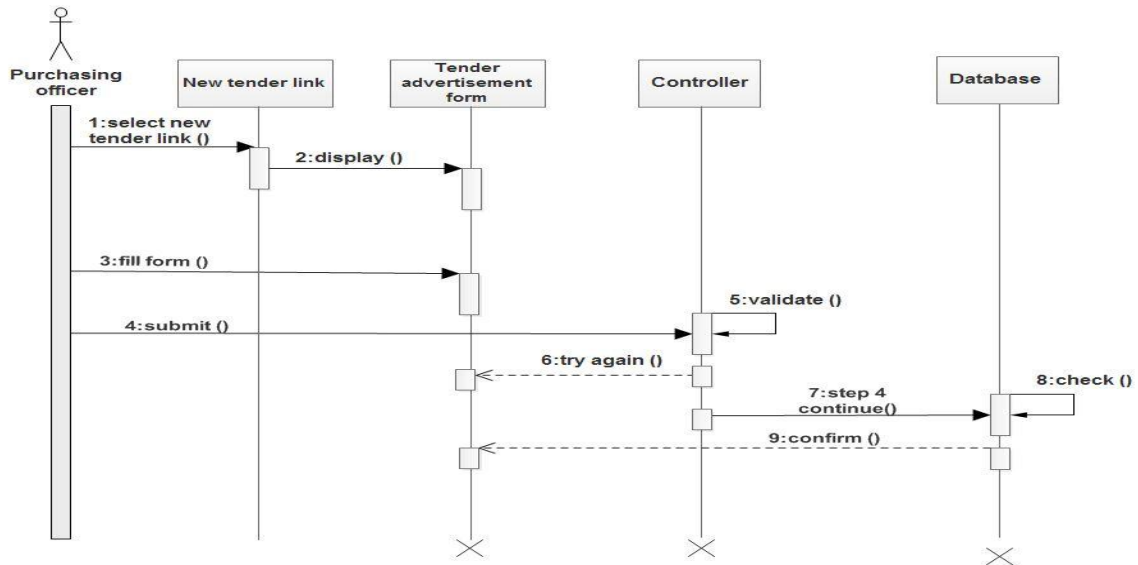 Purchasing
officer
New tender link
Tender
advertisement
form
Controller
Database
1:select new
tender link ()
2:display ()
3:fill form ()
4:submit ()
5:validate ()
6:try again ()
7:step 4
continue()
8:check ()
9:confirm ()